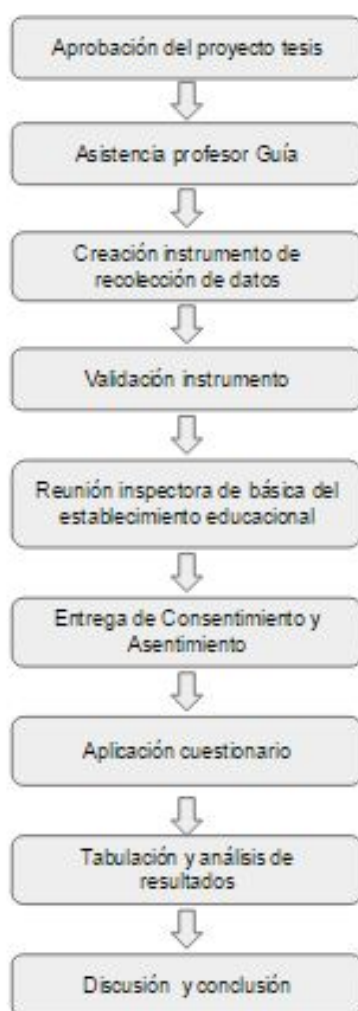 Aprobación del proyecto tesis
Asistencia profesor Guía
Creación instrumento de
recolección de datos
Validación instrumento
Reunión inspectora de básica del
establecimiento educacional
Entrega de Consentimiento y
Asentimiento
Aplicación cuestionario
Tabulación y análisis de
resultados
Discusión y conclusión